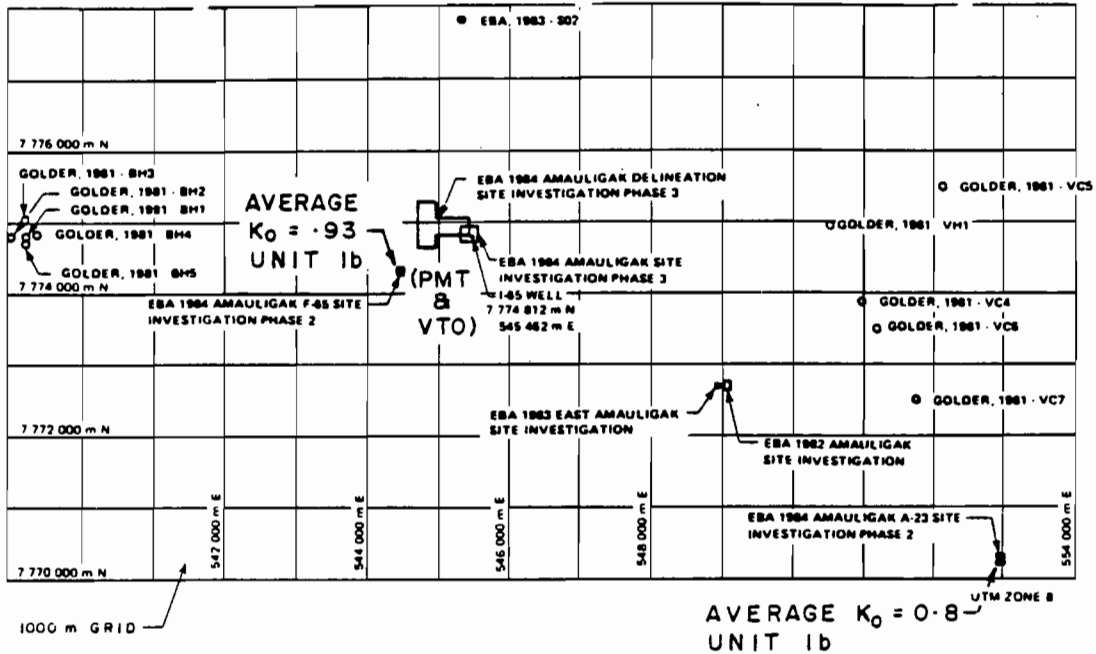 EBA, 1983 - S02
7 776 000 m N
GOLDER, 1981 - BH3
GOLDER, 1981 - BH2
GOLDER, 1981 BH1
GOLDER, 1981 BH4
GOLDER, 1981 BH5
AVERAGE
K₀ = .93
UNIT Ib
EBA 1984 AMAULIGAK DELINEATION
SITE INVESTIGATION PHASE 3
GOLDER, 1981 - VC5
GOLDER, 1981 VH1
EBA 1984 AMAULIGAK SITE
INVESTIGATION PHASE 3
7 774 000 m N
EBA 1984 AMAULIGAK F-65 SITE
INVESTIGATION PHASE 2
(PMT
&
VTO)
I-65 WELL
7 774 812 m N
545 462 m E
GOLDER, 1981 - VC4
GOLDER, 1981 - VC6
GOLDER, 1981 - VC7
EBA 1983 EAST AMAULIGAK
SITE INVESTIGATION
7 772 000 m N
EBA 1982 AMAULIGAK
SITE INVESTIGATION
542 000 m E
544 000 m E
546 000 m E
548 000 m E
554 000 m E
EBA 1984 AMAULIGAK A-23 SITE
INVESTIGATION PHASE 2
7 770 000 m N
UTM ZONE 8
1000 m GRID
AVERAGE K₀ = 0.8
UNIT Ib